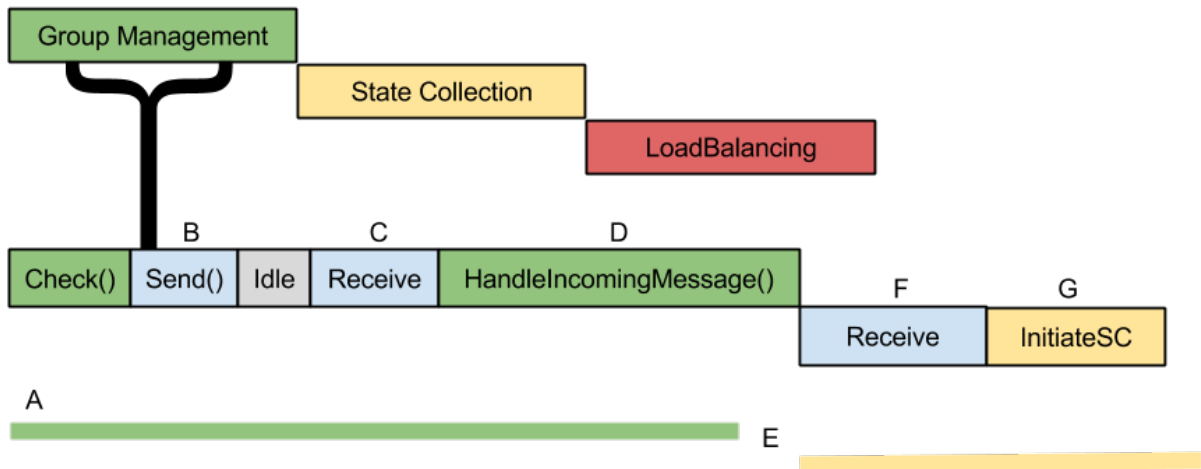 Group Management
State Collection
LoadBalancing
B C D
Check() Send() Idle Receive HandleIncomingMessage()
F G
Receive InitiateSC
A
E